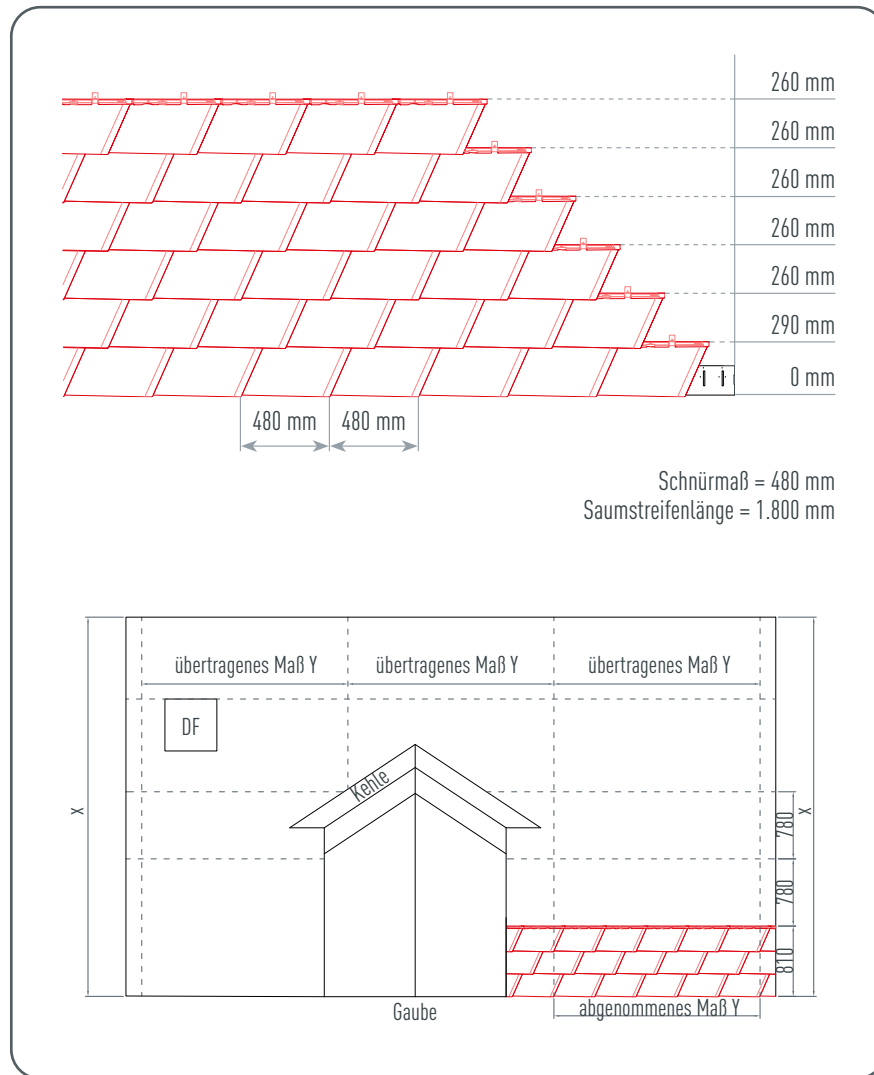 260 mm
260 mm
260 mm
260 mm
260 mm
290 mm
0 mm
480 mm 480 mm
Schnürmaß = 480 mm
Saumstreifenlänge = 1.800 mm
übertragenes Maß Y übertragenes Maß Y übertragenes Maß Y
DF
Kehle
x
x
780
780
810
Gaube
abgenommenes Maß Y